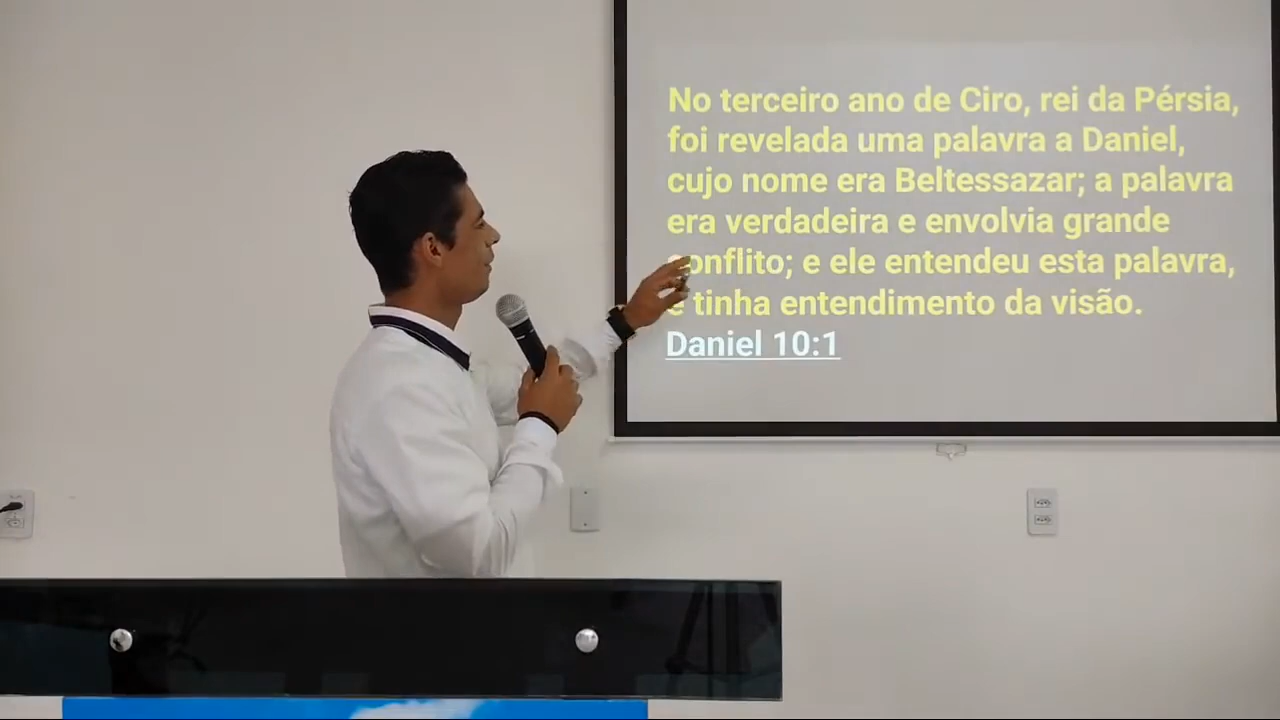 No terceiro ano de Ciro, rei da Pérsia,
foi revelada uma palavra a Daniel,
cujo nome era Beltessazar; a palavra
era verdadeira e envolvia grande
conflito; e ele entendeu esta palavra,
e tinha entendimento da visão.
Daniel 10:1